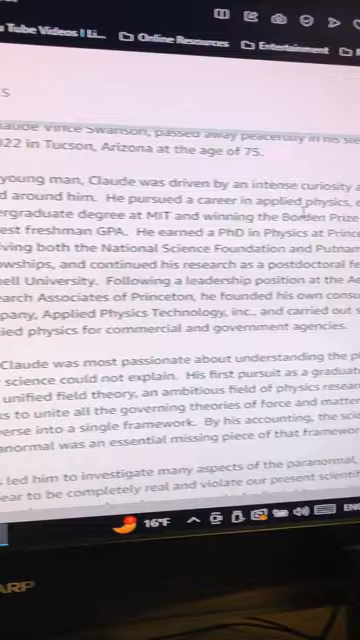 Tube Videos | Li... Online Resources Entertainment
S
Claude Vince Swanson, passed away peacefully in his
022 in Tucson, Arizona at the age of 75.
young man, Claude was driven by an intense curiosity
d around him. He pursued a career in applied physics,
ergraduate degree at MIT and winning the Borden Prize
est freshman GPA. He earned a PhD in Physics at Prince
iving both the National Science Foundation and Putnam
owships, and continued his research as a postdoctoral fe
nell University. Following a leadership position at the Ae
earch Associates of Princeton, he founded his own cons
pany, Applied Physics Technology, inc., and carried out s
lied physics for commercial and government agencies.
Claude was most passionate about understanding the p
science could not explain. His first pursuit as a graduat
unified field theory, an ambitious field of physics resear
ks to unite all the governing theories of force and matter
verse into a single framework. By his accounting, the sci
anormal was an essential missing piece of that framewor
led him to investigate many aspects of the paranormal,
ear to be completely real and violate our present scienti
16°F ENG
ARP